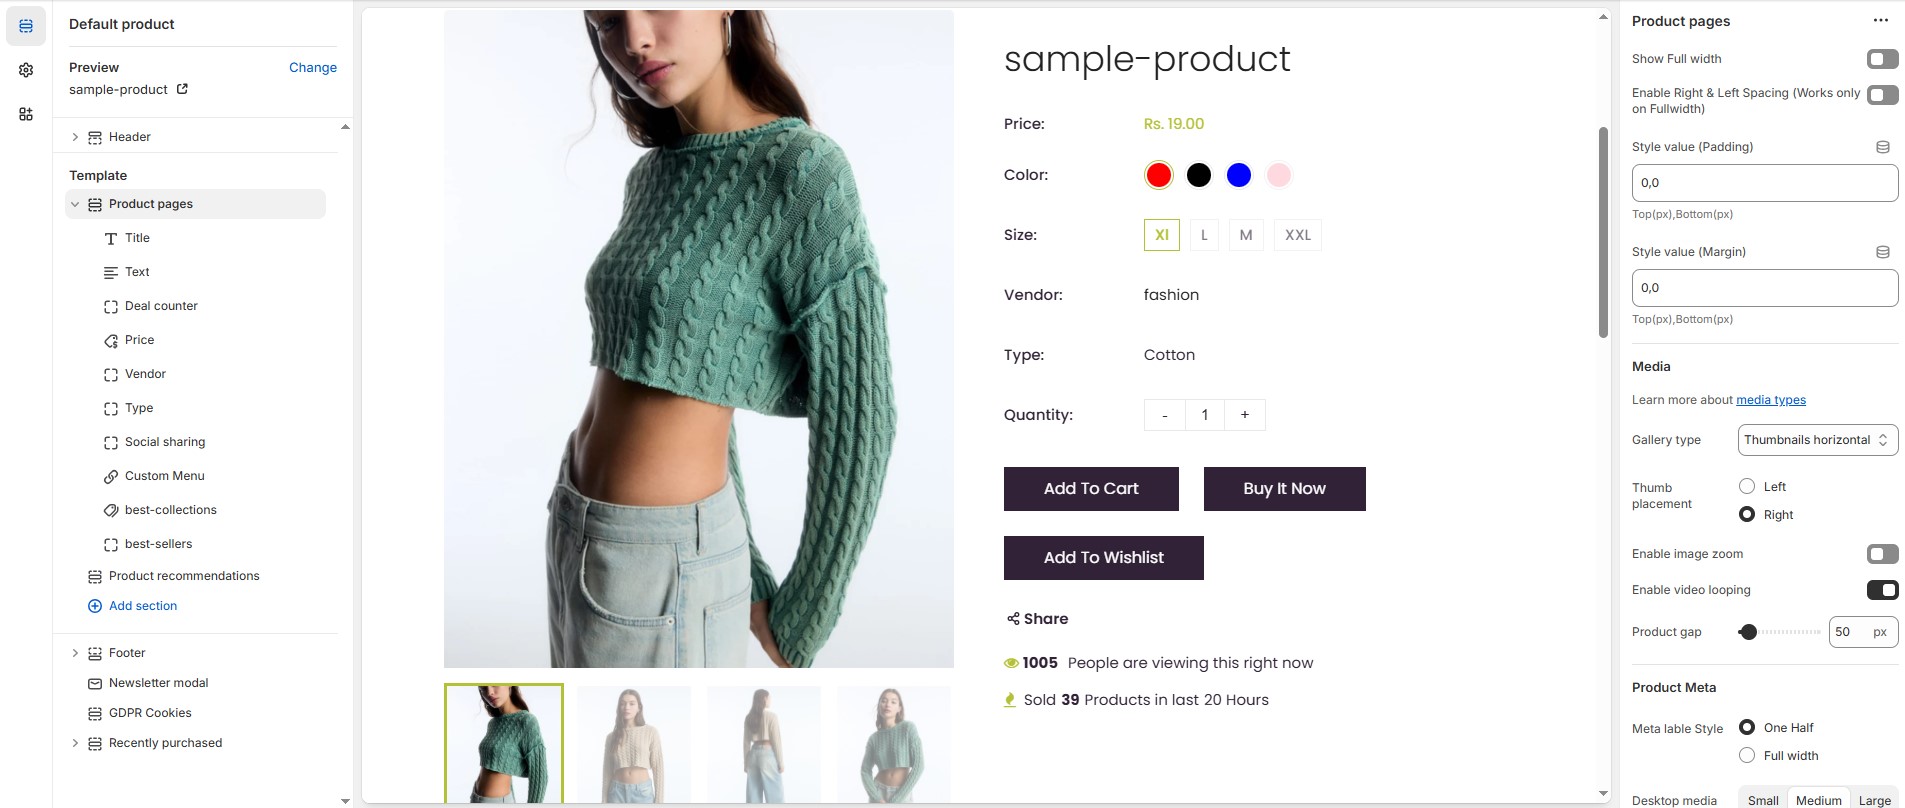 Default product
Preview
Change
sample-product
Header
Template
Product pages
Title
Text
Deal counter
Price
Vendor
Type
Social sharing
Custom Menu
best-collections
best-sellers
Product recommendations
Add section
Footer
Newsletter modal
GDPR Cookies
Recently purchased
sample-product
Price: Rs. 19.00
Color:
Size: Xl L M XXL
Vendor: fashion
Type: Cotton
Quantity: - 1 +
Add To Cart Buy It Now
Add To Wishlist
Share
1005 People are viewing this right now
Sold 39 Products in last 20 Hours
Product pages
Show Full width
Enable Right & Left Spacing (Works only
on Fullwidth)
Style value (Padding)
0,0
Top(px),Bottom(px)
Style value (Margin)
0,0
Top(px),Bottom(px)
Media
Learn more about media types
Gallery type Thumbnails horizontal
Thumb
placement
Left
Right
Enable image zoom
Enable video looping
Product gap 50 px
Product Meta
Meta lable Style One Half
Full width
Desktop media Small Medium Large